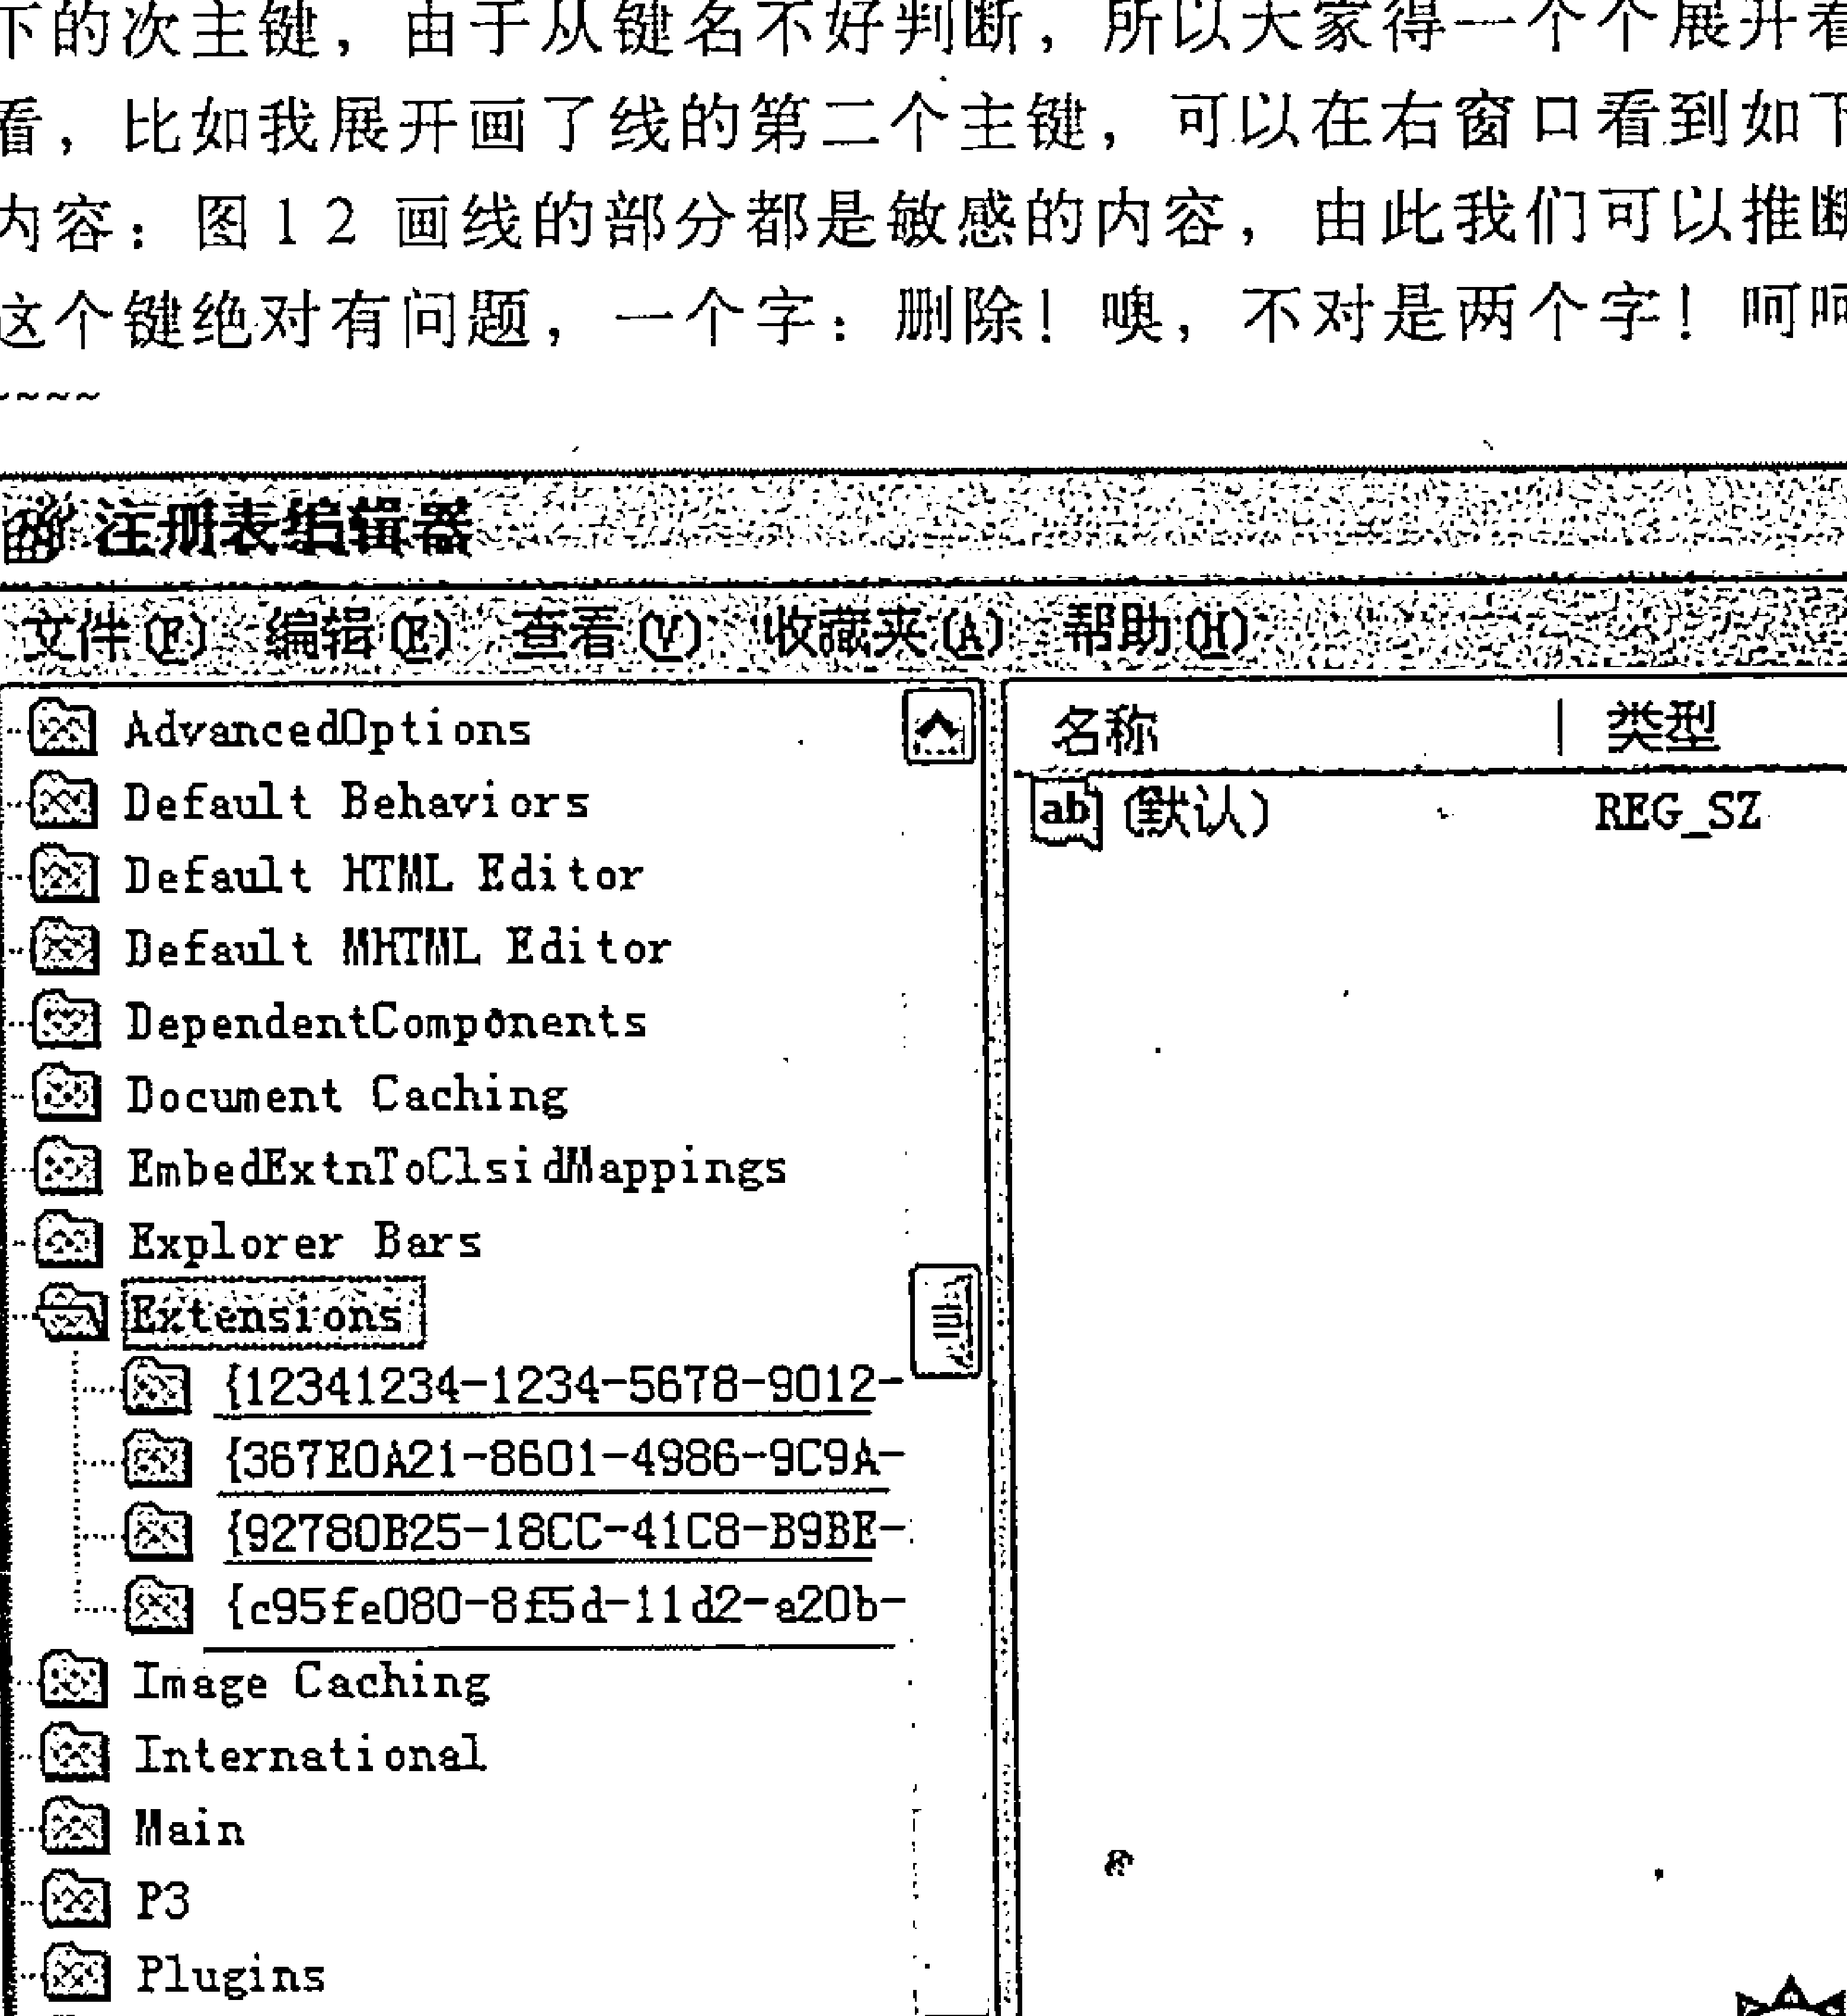 下的次主键，由于从键名不好判断，所以大家得一个个展开看
看，比如我展开画了线的第二个主键，可以在右窗口看到如下
内容：图12 画线的部分都是敏感的内容，由此我们可以推断
这个键绝对有问题，一个字：删除！噢，不对是两个字！呵呵
~~~~
注册表编辑器
文件(F) 编辑(E) 查看(V) 收藏夹(A) 帮助(H)
名称 类型
(默认) REG_SZ
AdvancedOptions
Default Behaviors
Default HTML Editor
Default MHTML Editor
DependentComponents
Document Caching
EmbedExtnToClsidMappings
Explorer Bars
Extensions
{12341234-1234-5678-9012-
{367E0A21-8601-4986-9C9A-
{92780B25-18CC-41C8-B9BE-
{c95fe080-8f5d-11d2-a20b-
Image Caching
International
Main
P3
Plugins